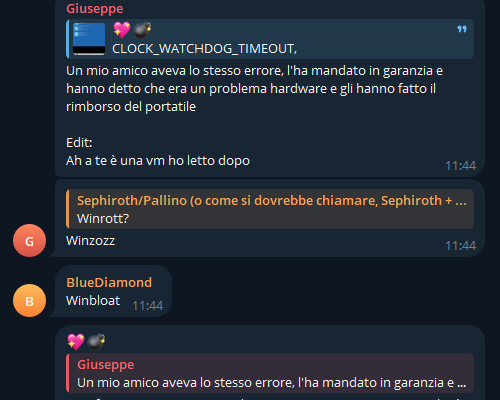 Giuseppe
💖💣
CLOCK_WATCHDOG_TIMEOUT,
Un mio amico aveva lo stesso errore, l'ha mandato in garanzia e
hanno detto che era un problema hardware e gli hanno fatto il
rimborso del portatile
Edit:
Ah a te è una vm ho letto dopo
11:44
Sephiroth/Pallino (o come si dovrebbe chiamare, Sephiroth + ...
Winrott?
G
Winzozz
11:44
BlueDiamond
B
Winbloat
11:44
💖💣
Giuseppe
Un mio amico aveva lo stesso errore, l'ha mandato in garanzia e ...